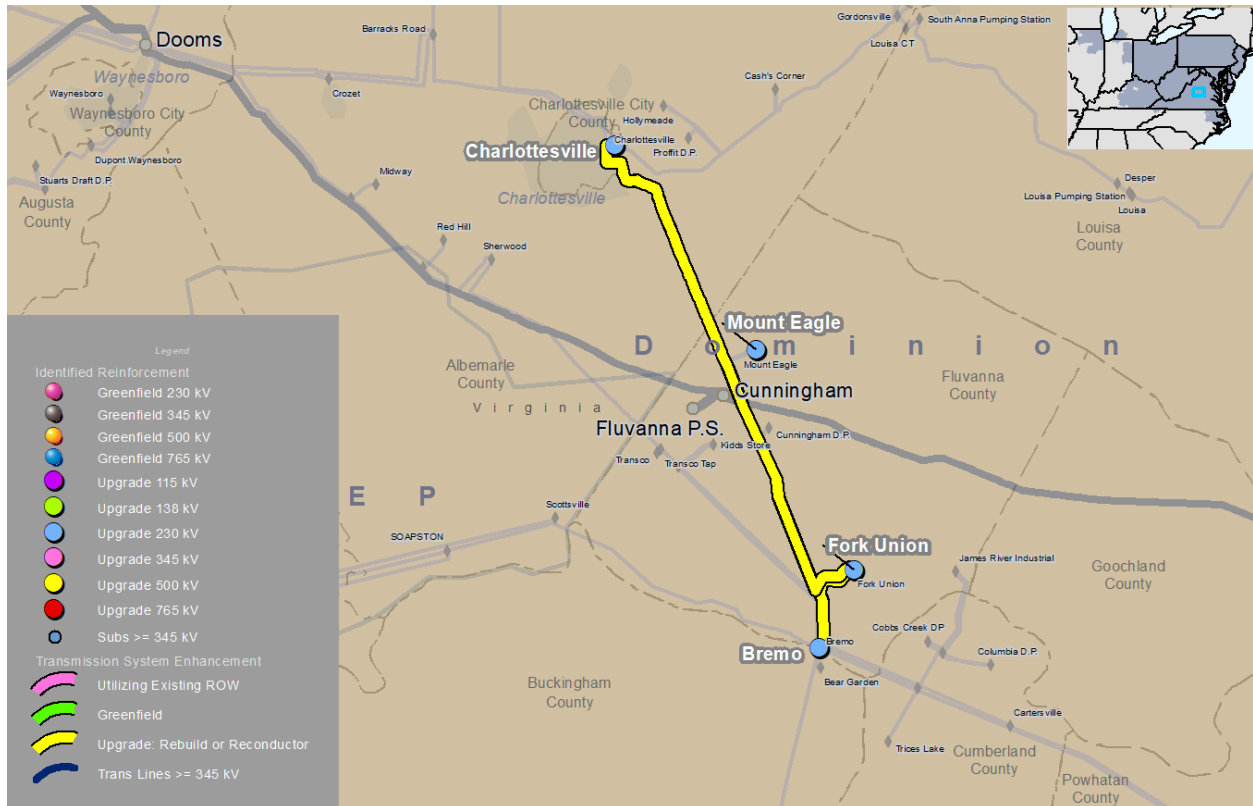 Dooms
Waynesboro
Waynesboro
Waynesboro City
County
Dupont Waynesboro
Stuarts Draft D.P.
Augusta
County
Barracks Road
Crozet
Midway
Red Hill
Sherwood
Gordonsville
South Anna Pumping Station
Louisa CT
Cash's Corner
Charlottesville City
County
Hollymeade
Charlottesville
Proffit D.P.
Charlottesville
Charlottesville
Desper
Louisa Pumping Station
Louisa
Louisa
County
Mount Eagle
Mount Eagle
D o m i n i o n
Albemarle
County
Virginia
Fluvanna
County
Cunningham
Fluvanna P.S.
Cunningham D.P.
Kidds Store
Transco
Transco Tap
E P
Scottsville
SOAPSTON
Fork Union
Fork Union
James River Industrial
Goochland
County
Cobbs Creek DP
Columbia D.P.
Bremo
Bremo
Bear Garden
Buckingham
County
Cartersville
Trices Lake
Cumberland
County
Powhatan
County
Legend
Identified Reinforcement
Greenfield 230 kV
Greenfield 345 kV
Greenfield 500 kV
Greenfield 765 kV
Upgrade 115 kV
Upgrade 138 kV
Upgrade 230 kV
Upgrade 345 kV
Upgrade 500 kV
Upgrade 765 kV
Subs >= 345 kV
Transmission System Enhancement
Utilizing Existing ROW
Greenfield
Upgrade: Rebuild or Reconductor
Trans Lines >= 345 kV